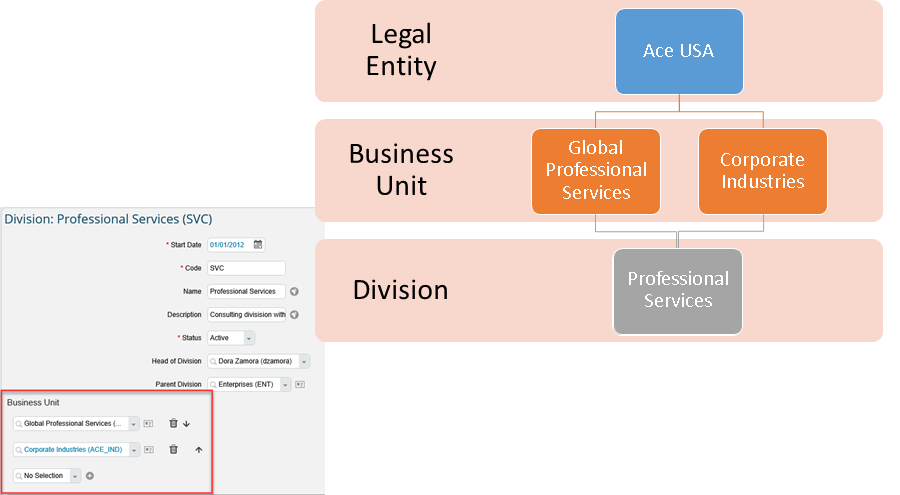 Legal
Entity
Ace USA
Business
Unit
Global
Professional
Services
Corporate
Industries
Division
Professional
Services
Division: Professional Services (SVC)
* Start Date 01/01/2012
* Code SVC
Name Professional Services
Description Consulting divisision with
* Status Active
Head of Division Dora Zamora (dzamora)
Parent Division Enterprises (ENT)
Business Unit
Global Professional Services (...
Corporate Industries (ACE_IND)
No Selection